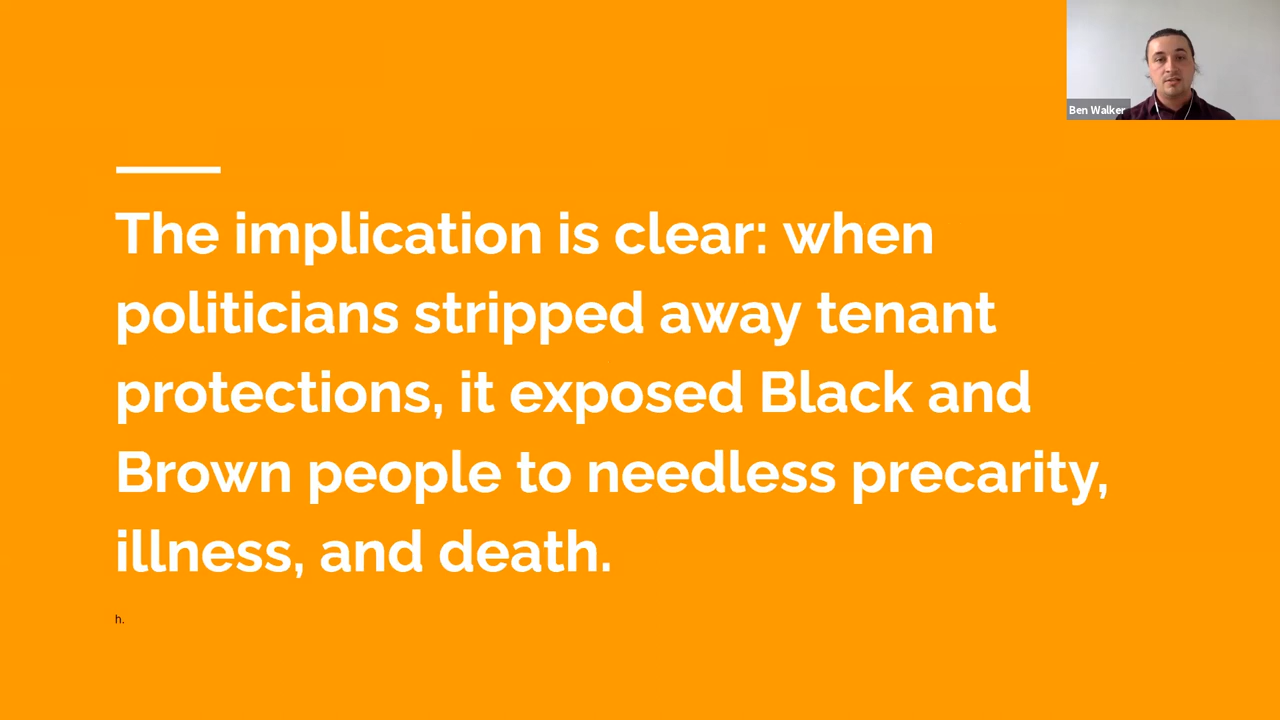 Ben Walker
The implication is clear: when
politicians stripped away tenant
protections, it exposed Black and
Brown people to needless precarity,
illness, and death.
h.